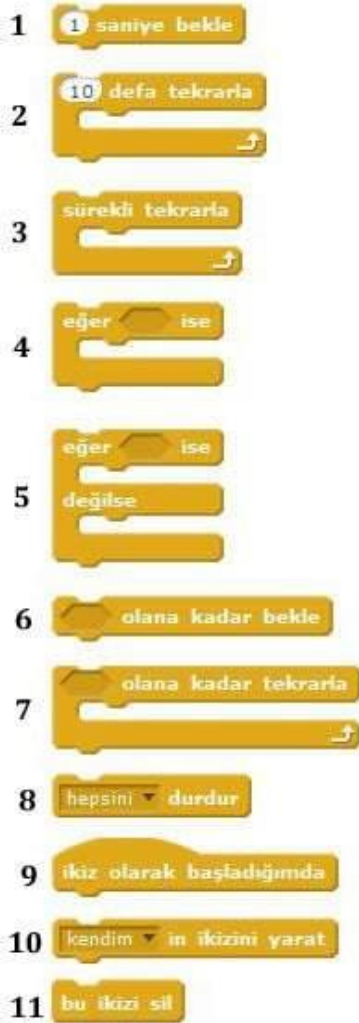 1 1 saniye bekle
2 10 defa tekrarla
3 sürekli tekrarla
4 eğer ise
5 eğer ise
değilse
6 olana kadar bekle
7 olana kadar tekrarla
8 hepsini durdur
9 ikiz olarak başladığımda
10 kendim in ikizini yarat
11 bu ikizi sil